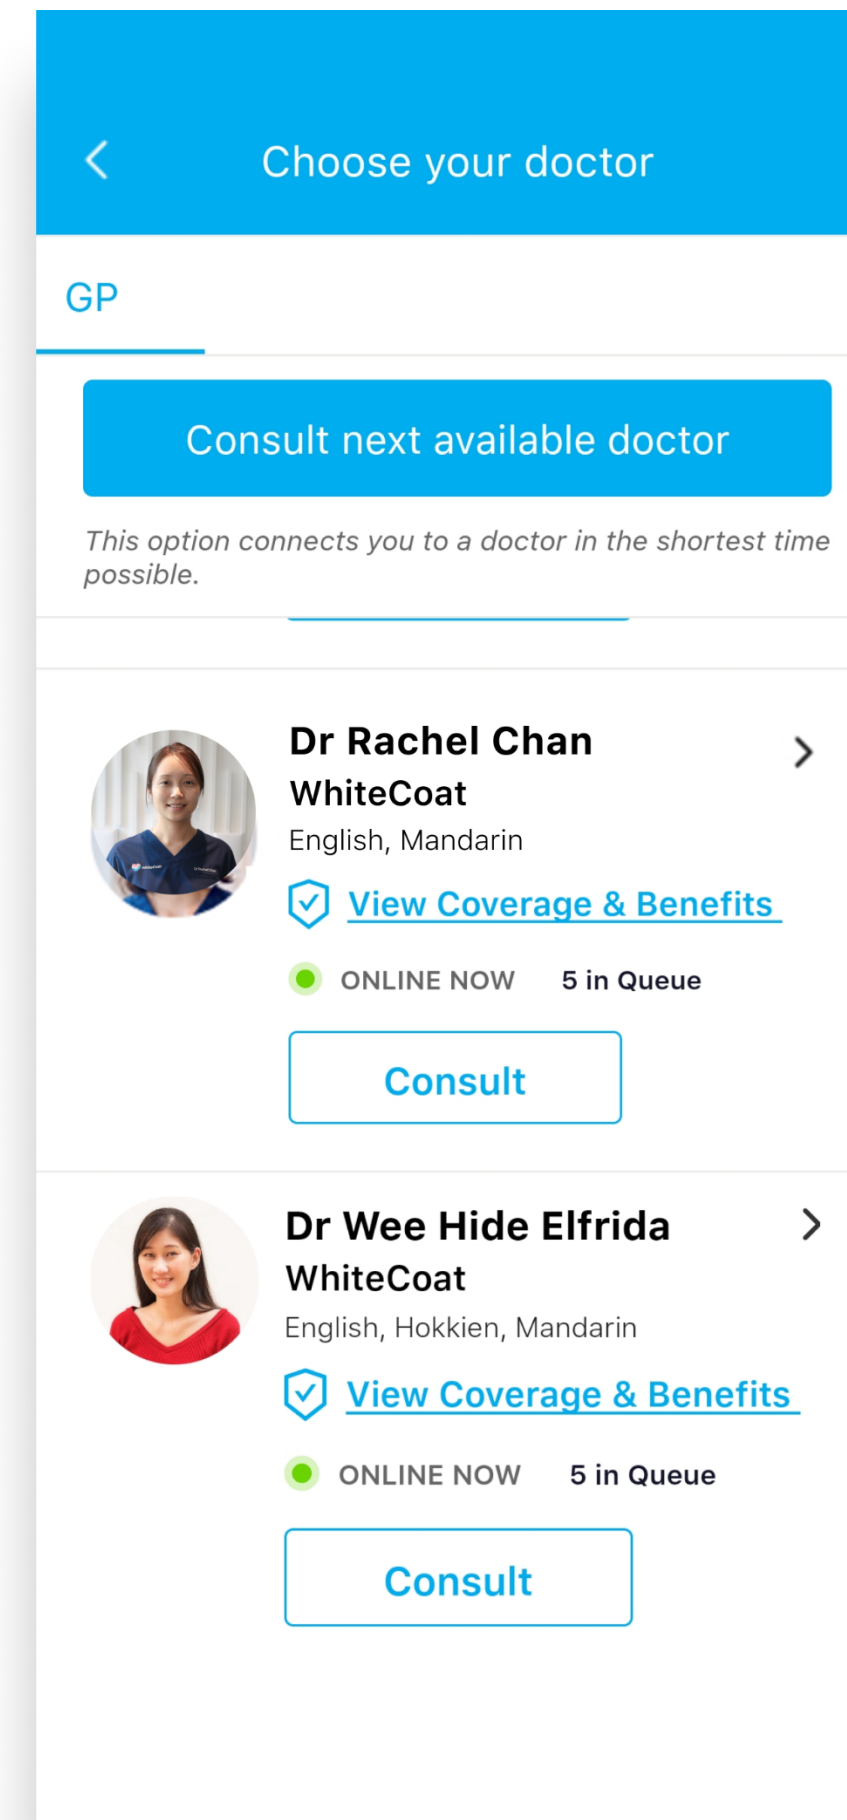 Choose your doctor
GP
Consult next available doctor
This option connects you to a doctor in the shortest time
possible.
Dr Rachel Chan
WhiteCoat
English, Mandarin
View Coverage & Benefits
ONLINE NOW 5 in Queue
Consult
Dr Wee Hide Elfrida
WhiteCoat
English, Hokkien, Mandarin
View Coverage & Benefits
ONLINE NOW 5 in Queue
Consult